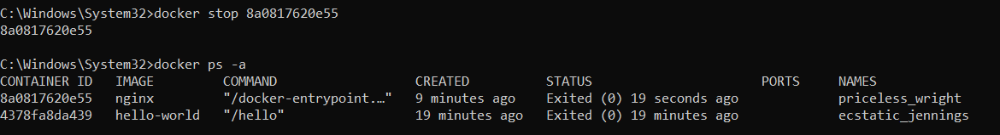 C:\Windows\System32>docker stop 8a0817620e55
8a0817620e55
C:\Windows\System32>docker ps -a
CONTAINER ID   IMAGE         COMMAND                  CREATED          STATUS                      PORTS     NAMES
8a0817620e55   nginx         "/docker-entrypoint.…"   9 minutes ago    Exited (0) 19 seconds ago             priceless_wright
4378fa8da439   hello-world   "/hello"                 19 minutes ago   Exited (0) 19 minutes ago             ecstatic_jennings